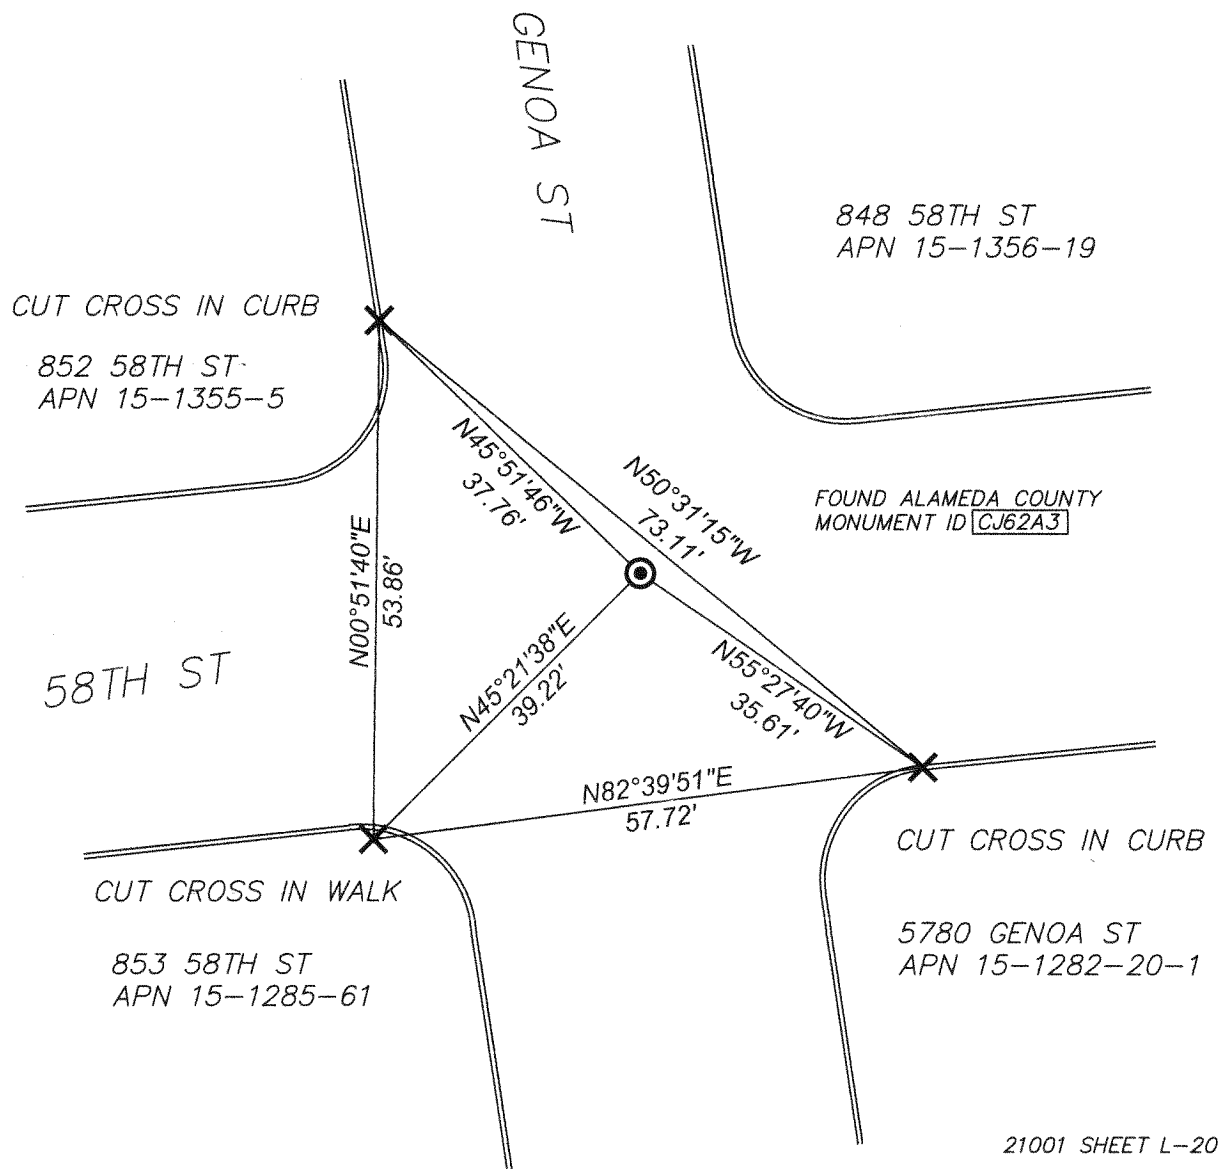 GENOA ST
848 58TH ST
APN 15-1356-19
CUT CROSS IN CURB
852 58TH ST
APN 15-1355-5
N45°51'46"W
37.76'
N50°31'15"W
73.11'
FOUND ALAMEDA COUNTY
MONUMENT ID CJ62A3
N00°51'40"E
53.86'
58TH ST
N45°21'38"E
39.22'
N55°27'40"W
35.61'
N82°39'51"E
57.72'
CUT CROSS IN CURB
CUT CROSS IN WALK
5780 GENOA ST
APN 15-1282-20-1
853 58TH ST
APN 15-1285-61
21001 SHEET L-20